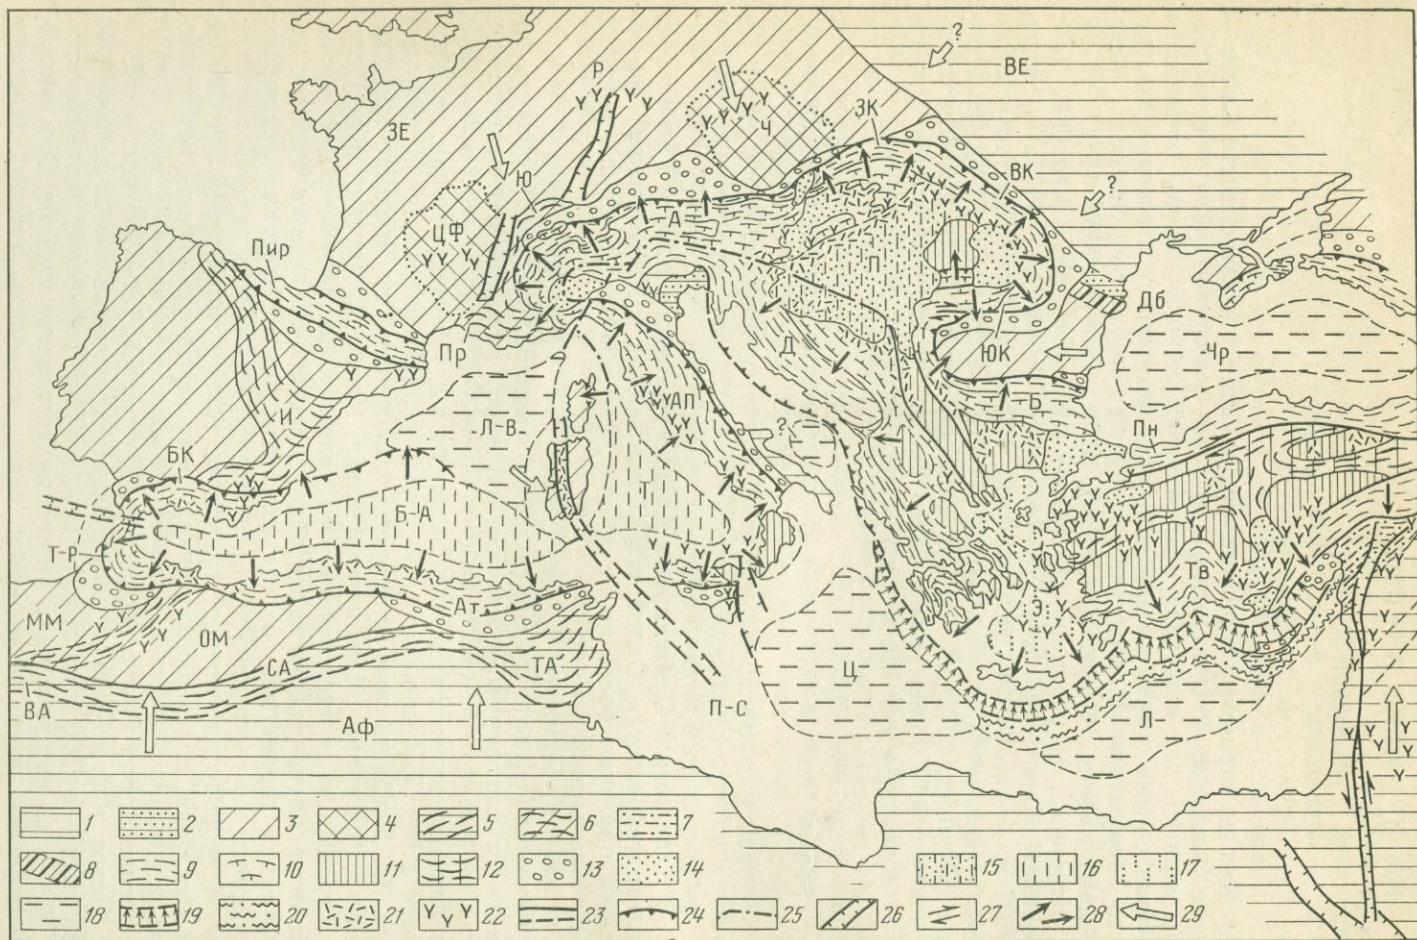 ?
ВЕ
Р
ЗЕ
Ч
ЗК
Ю
ВК
?
ЦФ
А
Пир
П
Дб
Пр
Д
ЮК
Чр
И
Л-В
Ап
?
Б
Пн
БК
Т
Б-А
Т-Р
Ат
Тв
Э
ММ
ОМ
СА
ТА
Ц
ВА
П-С
Л
Аф
1 2 3 4 5 6 7
8 9 10 11 12 13 14 15 16 17
18 19 20 21 22 23 24 25 26 27 28 29